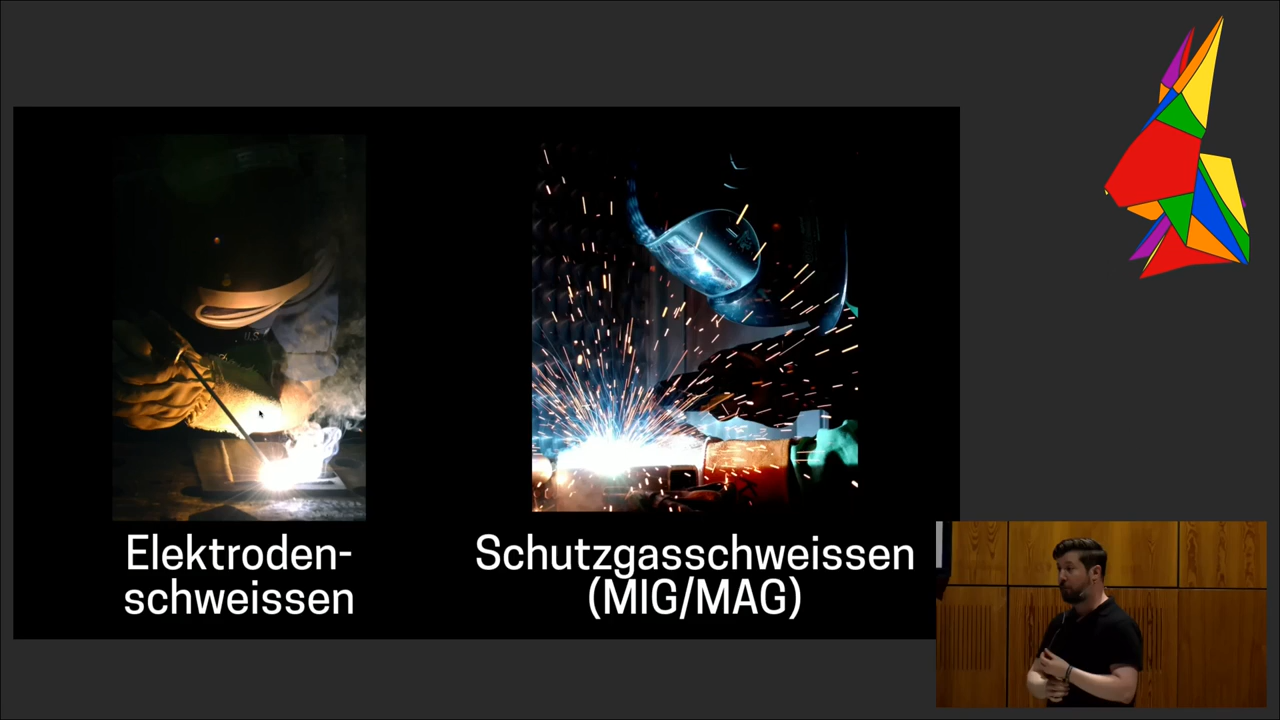 U.S.
Elektroden-
schweissen
Schutzgasschweissen
(MIG/MAG)